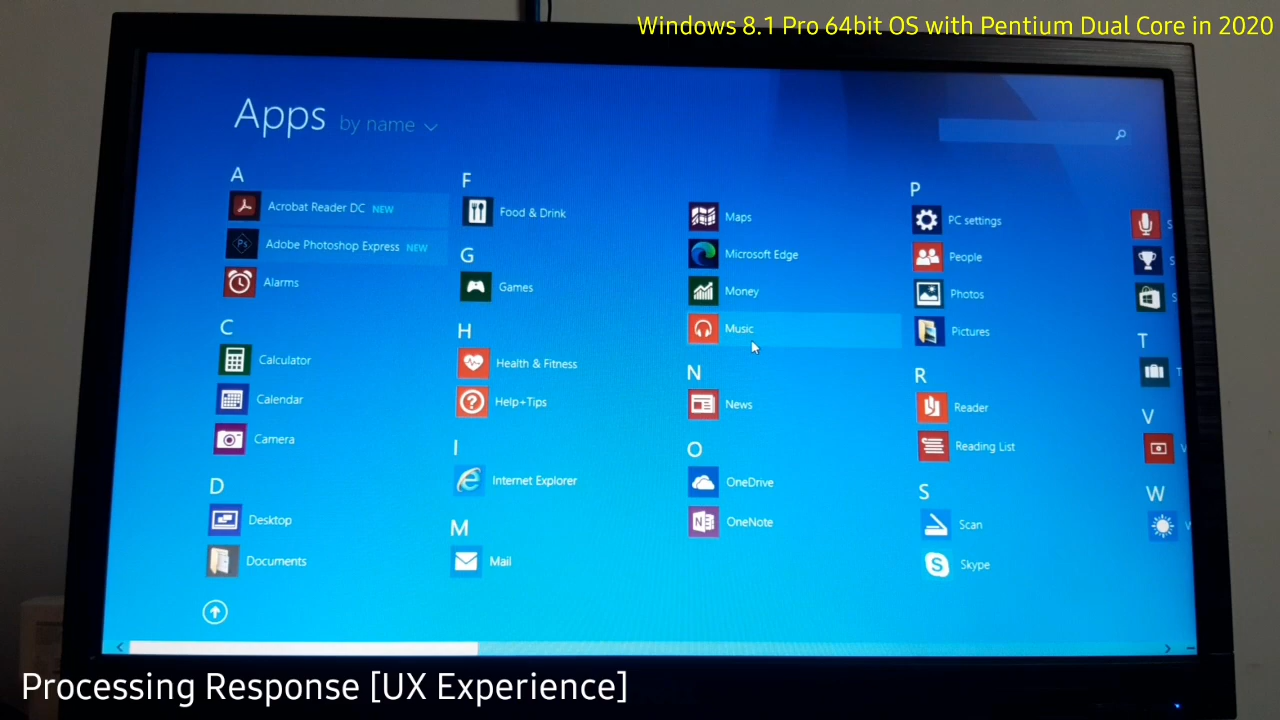 Windows 8.1 Pro 64bit OS with Pentium Dual Core in 2020
Apps by name
A
Acrobat Reader DC NEW
Adobe Photoshop Express NEW
Alarms
C
Calculator
Calendar
Camera
D
Desktop
Documents
F
Food & Drink
G
Games
H
Health & Fitness
Help+Tips
I
Internet Explorer
M
Mail
Maps
Microsoft Edge
Money
Music
N
News
O
OneDrive
OneNote
P
PC settings
People
Photos
Pictures
R
Reader
Reading List
S
Scan
Skype
S
S
S
T
T
V
V
W
W
Processing Response [UX Experience]